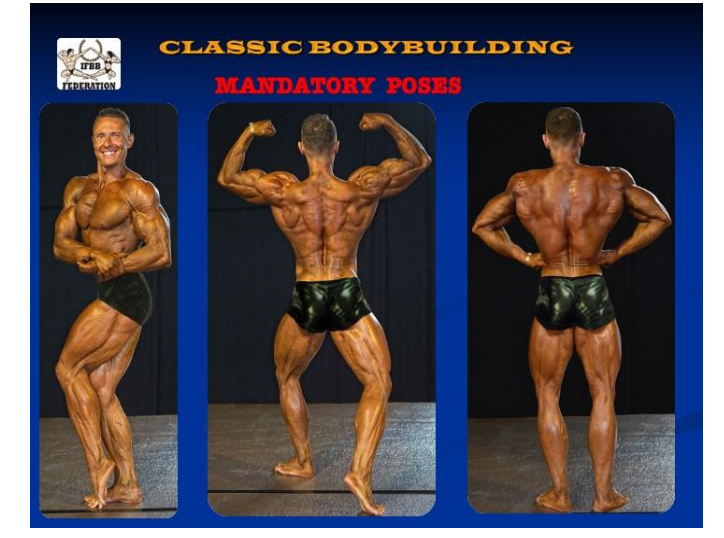 CLASSIC BODYBUILDING
IFBB
FEDERATION
MANDATORY POSES